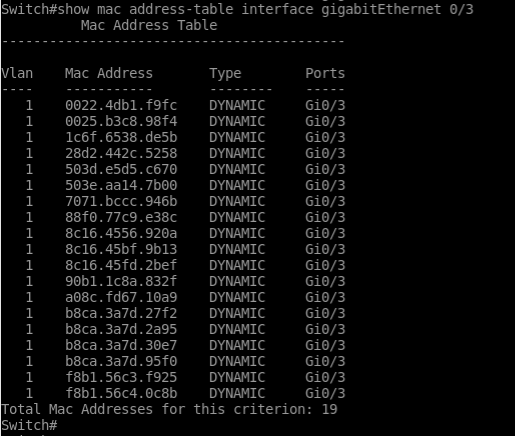 Switch#show mac address-table interface gigabitEthernet 0/3
Mac Address Table
-------------------------------------------
Vlan Mac Address Type Ports
---- ----------- -------- -----
1 0022.4db1.f9fc DYNAMIC Gi0/3
1 0025.b3c8.98f4 DYNAMIC Gi0/3
1 1c6f.6538.de5b DYNAMIC Gi0/3
1 28d2.442c.5258 DYNAMIC Gi0/3
1 503d.e5d5.c670 DYNAMIC Gi0/3
1 503e.aa14.7b00 DYNAMIC Gi0/3
1 7071.bccc.946b DYNAMIC Gi0/3
1 88f0.77c9.e38c DYNAMIC Gi0/3
1 8c16.4556.920a DYNAMIC Gi0/3
1 8c16.45bf.9b13 DYNAMIC Gi0/3
1 8c16.45fd.2bef DYNAMIC Gi0/3
1 90b1.1c8a.832f DYNAMIC Gi0/3
1 a08c.fd67.10a9 DYNAMIC Gi0/3
1 b8ca.3a7d.27f2 DYNAMIC Gi0/3
1 b8ca.3a7d.2a95 DYNAMIC Gi0/3
1 b8ca.3a7d.30e7 DYNAMIC Gi0/3
1 b8ca.3a7d.95f0 DYNAMIC Gi0/3
1 f8b1.56c3.f925 DYNAMIC Gi0/3
1 f8b1.56c4.0c8b DYNAMIC Gi0/3
Total Mac Addresses for this criterion: 19
Switch#